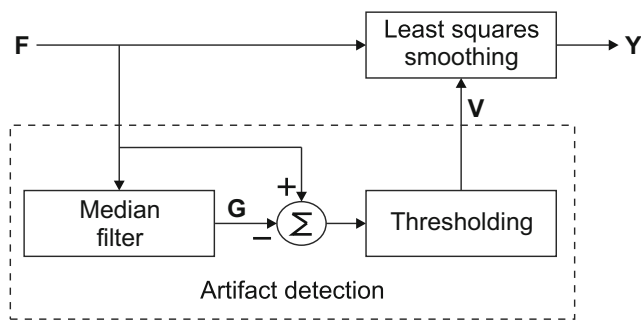 Least squares
smoothing
F
Y
V
+
Median
filter
G
−
Σ
Thresholding
Artifact detection